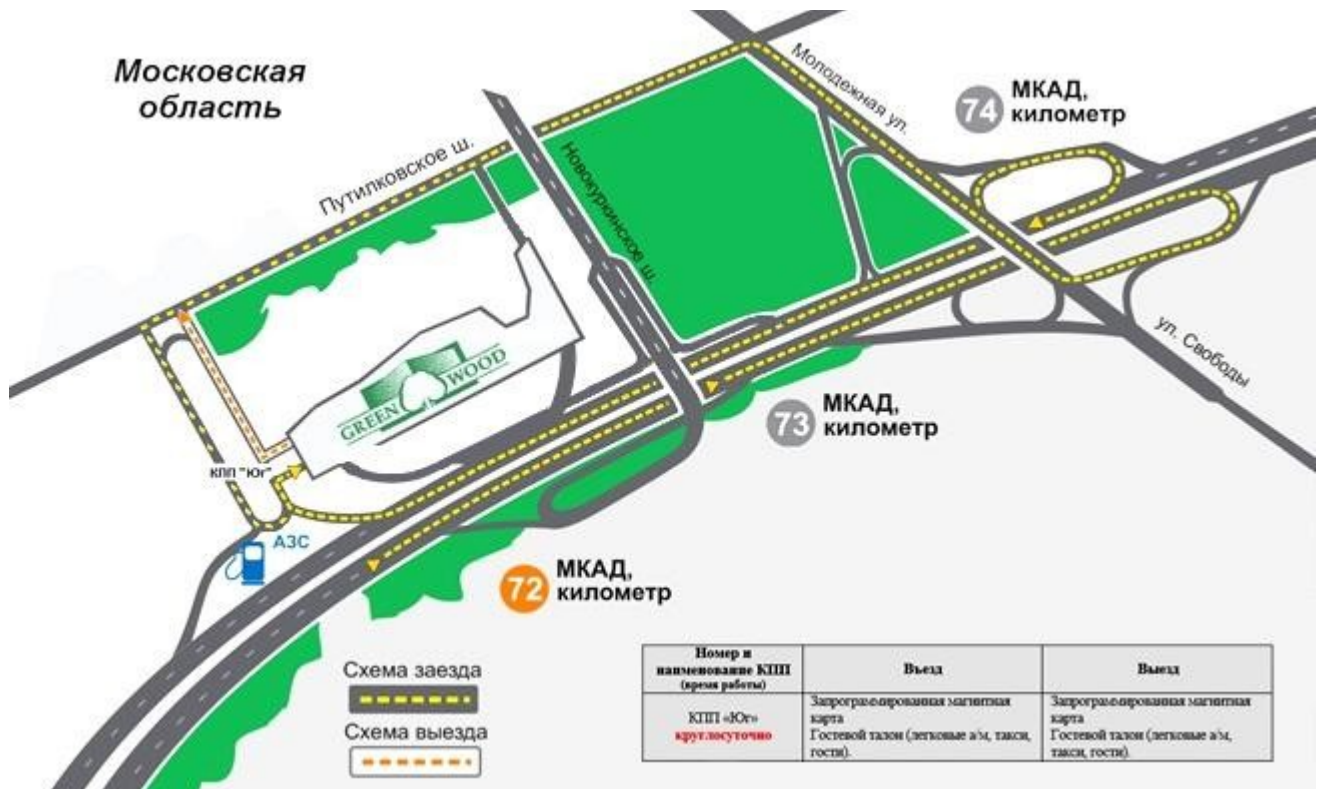 Московская
область
Путилковское ш.
Новокуркинское ш.
Молодежная ул.
74
МКАД,
километр
ул. Свободы
GREEN WOOD
КПП "Юг"
АЗС
73
МКАД,
километр
72
МКАД,
километр
Схема заезда
Схема выезда
Номер и
наименование КПП
(время работы)
Въезд
Выезд
КПП «Юг»
круглосуточно
Запрограммированная магнитная
карта
Гостевой талон (легковые а/м, такси,
гости).
Запрограммированная магнитная
карта
Гостевой талон (легковые а/м,
такси, гости).